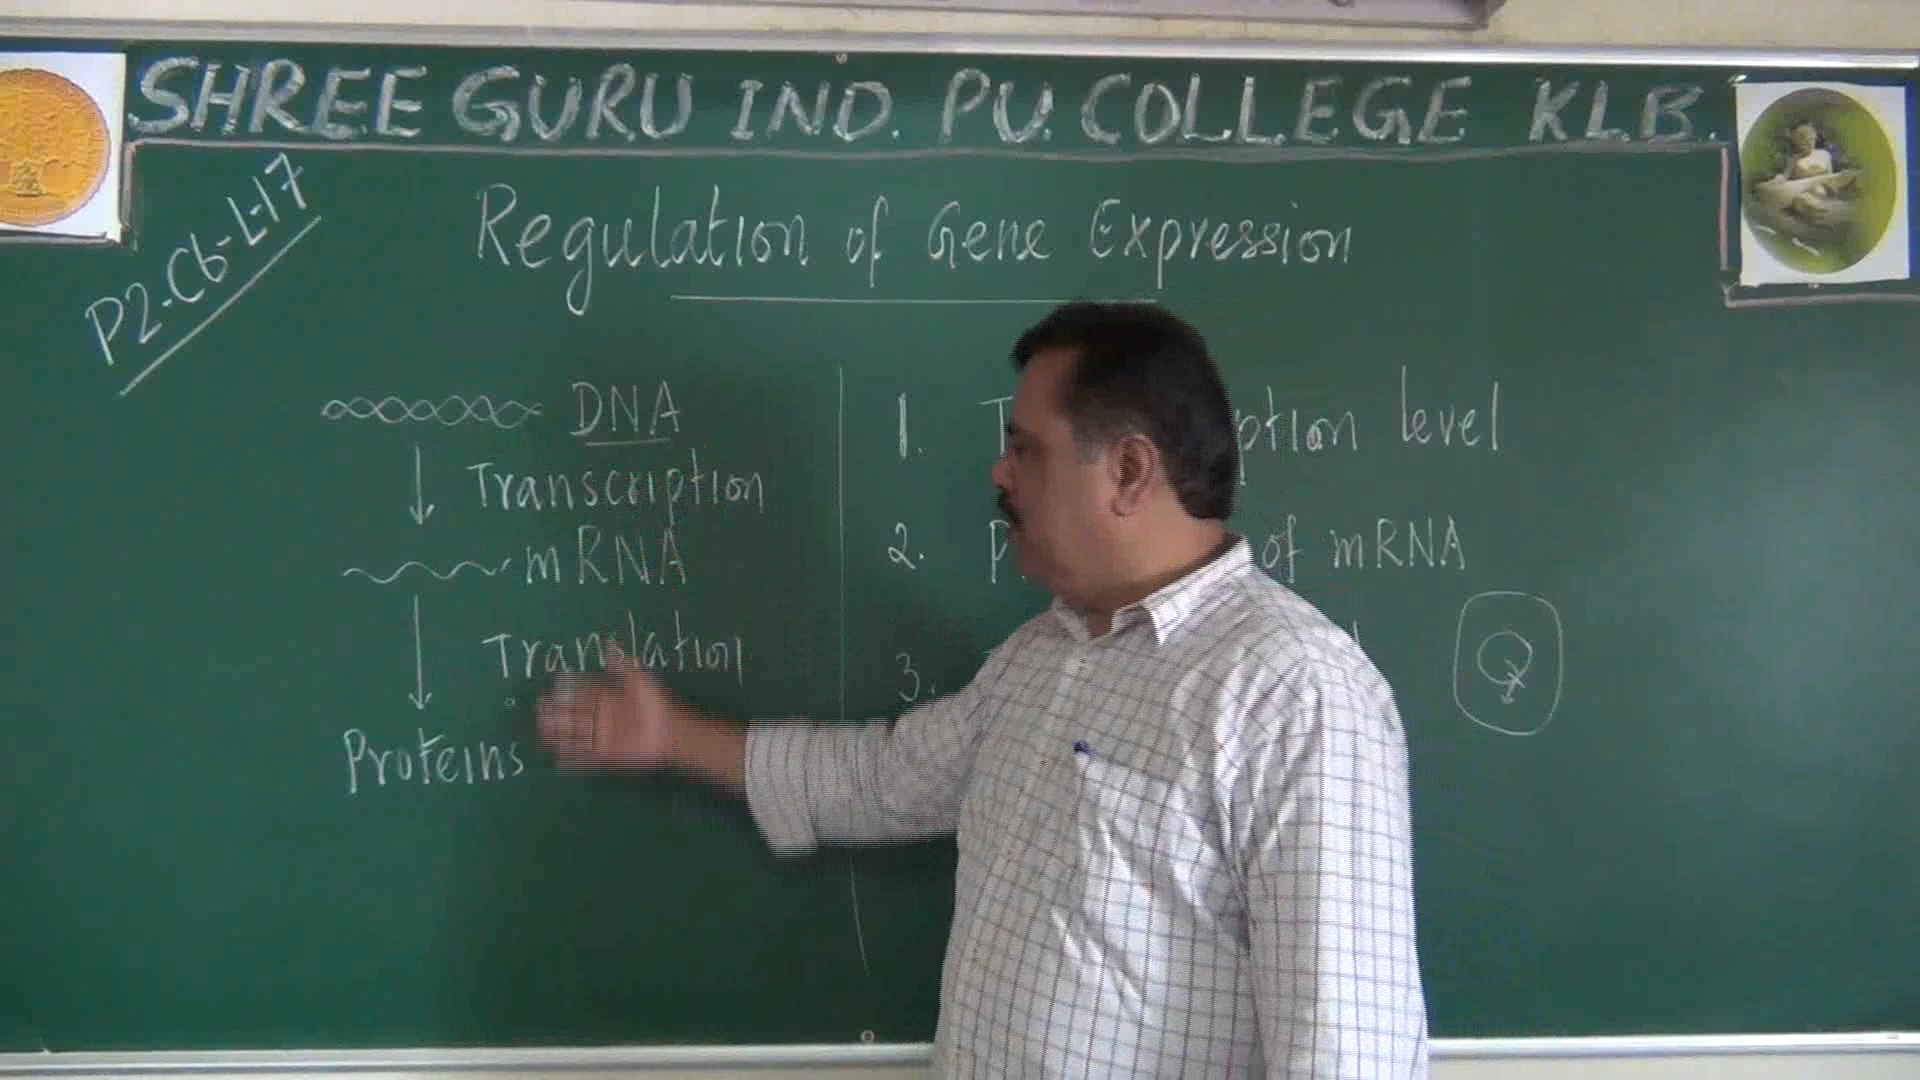 SHREE GURU IND. PU. COLLEGE KLB.
P2-C6-L-17
Regulation of Gene Expression
DNA
Transcription
mRNA
Translation
Proteins
1. level
2. of mRNA
3.
Q